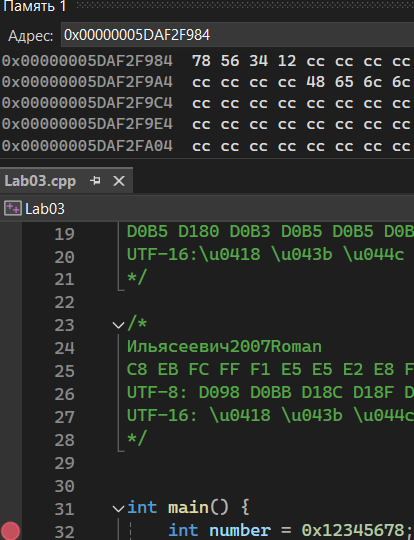 Память 1
Адрес: 0x00000005DAF2F984
0x00000005DAF2F984 78 56 34 12 cc cc cc cc
0x00000005DAF2F9A4 cc cc cc cc 48 65 6c 6c
0x00000005DAF2F9C4 cc cc cc cc cc cc cc cc
0x00000005DAF2F9E4 cc cc cc cc cc cc cc cc
0x00000005DAF2FA04 cc cc cc cc cc cc cc cc
Lab03.cpp
Lab03
19 D0B5 D180 D0B3 D0B5 D0B5 D0B
20 UTF-16:\u0418 \u043b \u044c
21 */
22
23 /*
24 Ильясеевич2007Roman
25 C8 EB FC FF F1 E5 E5 E2 E8 F
26 UTF-8: D098 D0BB D18C D18F D
27 UTF-16: \u0418 \u043b \u044c
28 */
29
30
31 int main() {
32 int number = 0x12345678;